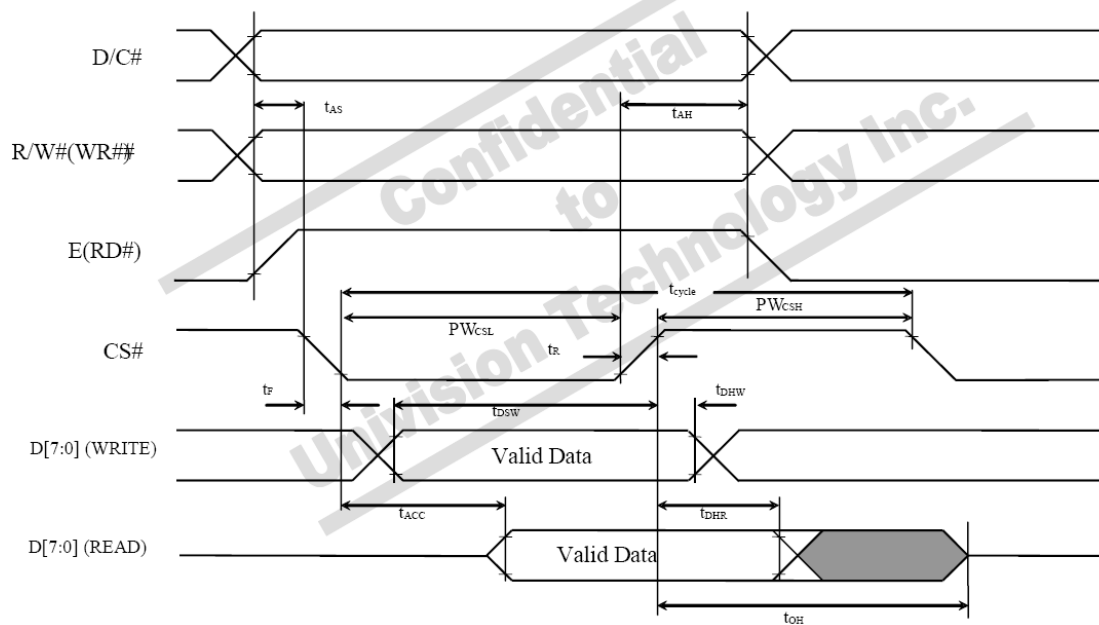 D/C#
tAS
tAH
R/W#(WR##
E(RD#)
tcycle
PWCSL
PWCSH
CS#
tR
tF
tDSW
tDHW
D[7:0] (WRITE)
Valid Data
tACC
tDHR
D[7:0] (READ)
Valid Data
tOH
Confidential
to
Univision Technology Inc.